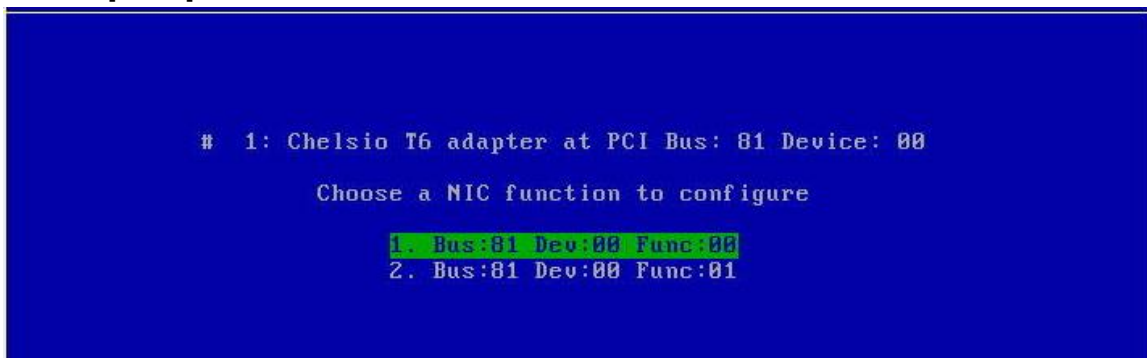 # 1: Chelsio T6 adapter at PCI Bus: 81 Device: 00
Choose a NIC function to configure
1. Bus:81 Dev:00 Func:00
2. Bus:81 Dev:00 Func:01